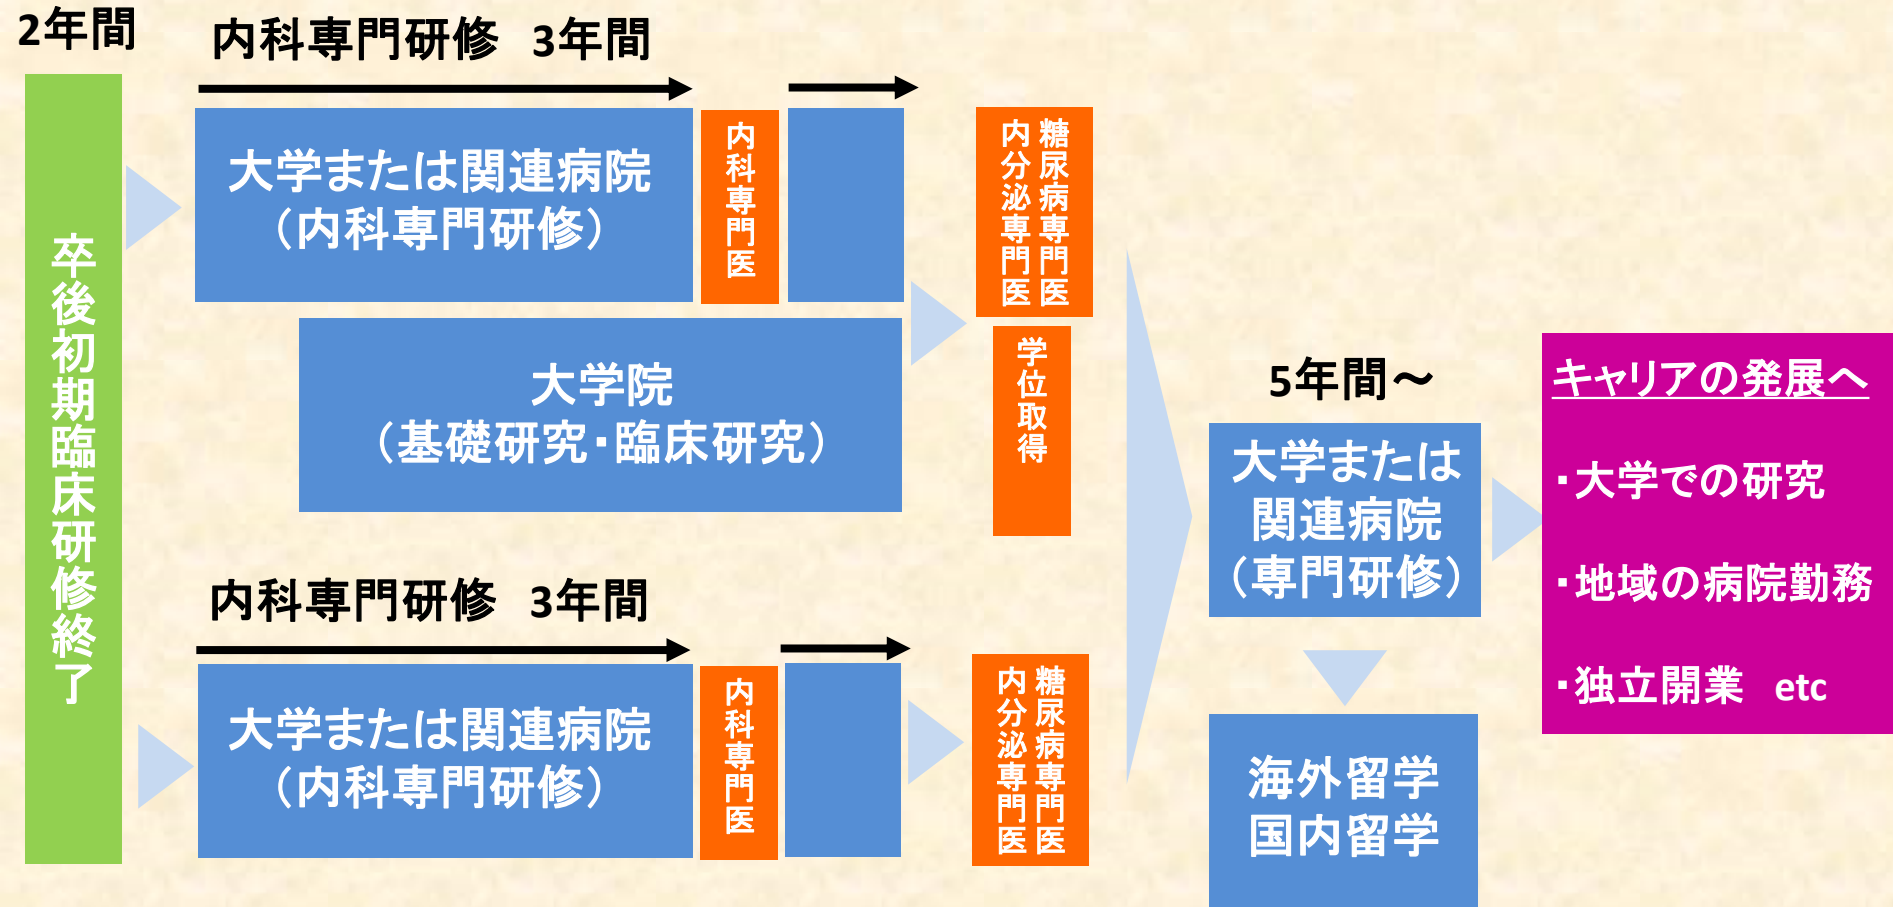 2年間
卒後初期臨床研修終了
内科専門研修　3年間
大学または関連病院
（内科専門研修）
内科専門医
糖尿病専門医
内分泌専門医
大学院
（基礎研究・臨床研究）
学位取得
内科専門研修　3年間
大学または関連病院
（内科専門研修）
内科専門医
糖尿病専門医
内分泌専門医
5年間～
大学または
関連病院
（専門研修）
海外留学
国内留学
キャリアの発展へ
・大学での研究
・地域の病院勤務
・独立開業　etc